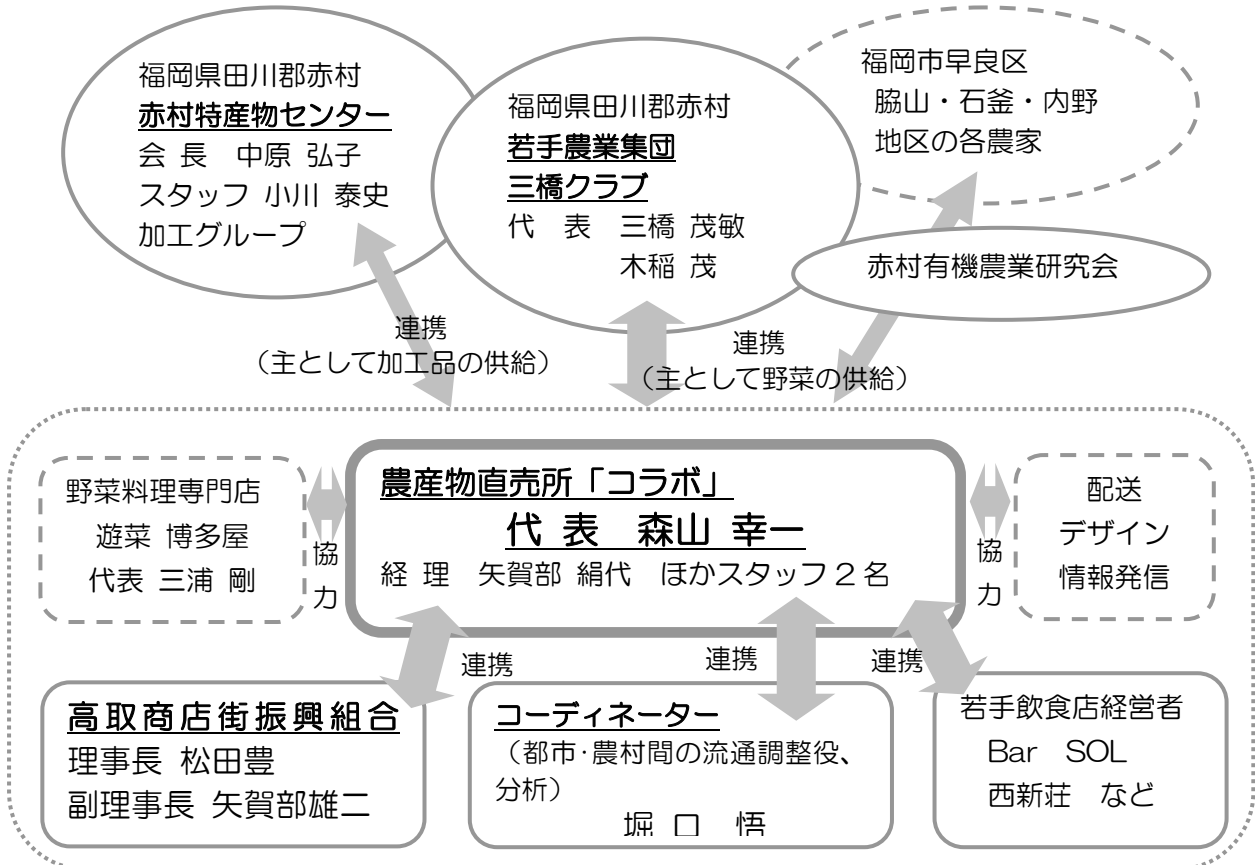 福岡県田川郡赤村
赤村特産物センター
会 長　中原 弘子
スタッフ 小川 泰史
加工グループ
福岡県田川郡赤村
若手農業集団
三橋クラブ
代　表　三橋 茂敏
木稲 茂
福岡市早良区
脇山・石釜・内野
地区の各農家
赤村有機農業研究会
連携
（主として加工品の供給）
連携
（主として野菜の供給）
野菜料理専門店
遊菜 博多屋
代表 三浦 剛
協力
農産物直売所「コラボ」
代 表　森山 幸一
経 理　矢賀部 絹代　ほかスタッフ２名
協力
配送
デザイン
情報発信
連携
連携
連携
高取商店街振興組合
理事長 松田豊
副理事長 矢賀部雄二
コーディネーター
（都市･農村間の流通調整役、
分析）
堀 口　悟
若手飲食店経営者
Bar　SOL
西新荘　など